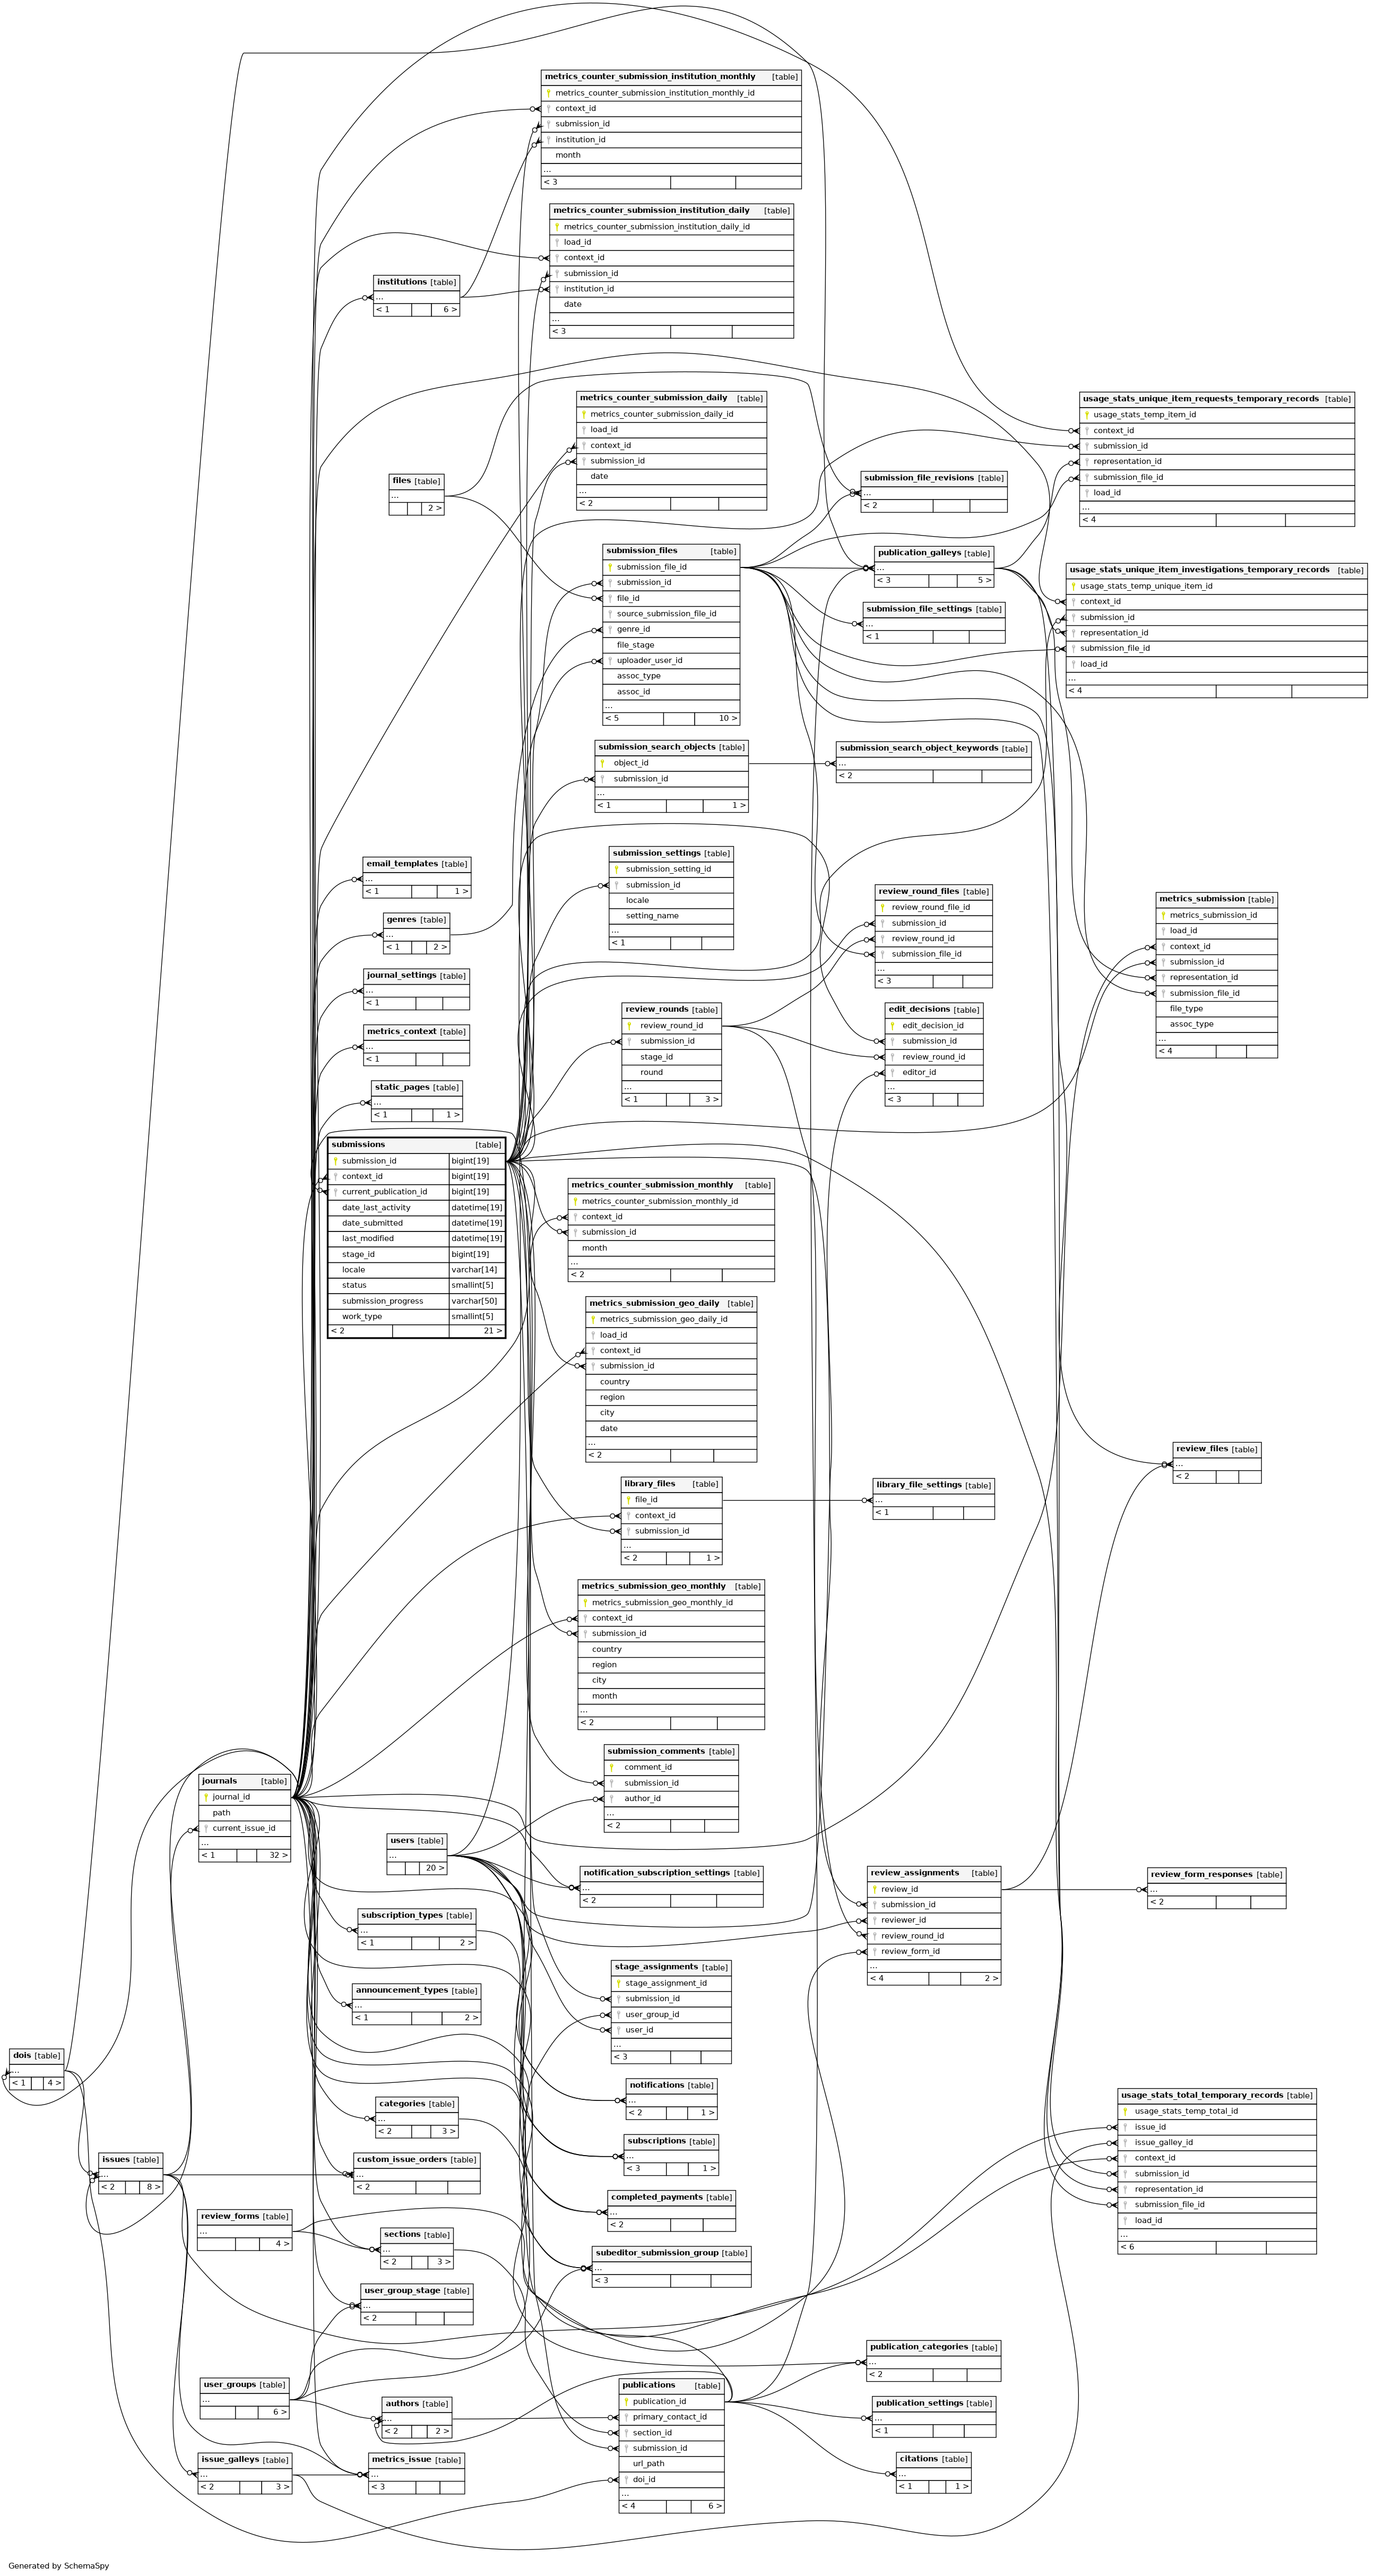 metrics_counter_submission_institution_monthly [table]
metrics_counter_submission_institution_monthly_id
context_id
submission_id
institution_id
month
...
< 3
metrics_counter_submission_institution_daily [table]
metrics_counter_submission_institution_daily_id
load_id
context_id
submission_id
institution_id
date
...
< 3
institutions [table]
...
< 1 6 >
metrics_counter_submission_daily [table]
metrics_counter_submission_daily_id
load_id
context_id
submission_id
date
...
< 2
usage_stats_unique_item_requests_temporary_records [table]
usage_stats_temp_item_id
context_id
submission_id
representation_id
submission_file_id
load_id
...
< 4
files [table]
...
2 >
submission_file_revisions [table]
...
< 2
submission_files [table]
submission_file_id
submission_id
file_id
source_submission_file_id
genre_id
file_stage
uploader_user_id
assoc_type
assoc_id
...
< 5 10 >
publication_galleys [table]
...
< 3 5 >
usage_stats_unique_item_investigations_temporary_records [table]
usage_stats_temp_unique_item_id
context_id
submission_id
representation_id
submission_file_id
load_id
...
< 4
submission_file_settings [table]
...
< 1
submission_search_objects [table]
object_id
submission_id
...
< 1 1 >
submission_search_object_keywords [table]
...
< 2
email_templates [table]
...
< 1 1 >
submission_settings [table]
submission_setting_id
submission_id
locale
setting_name
...
< 1
review_round_files [table]
review_round_file_id
submission_id
review_round_id
submission_file_id
...
< 3
metrics_submission [table]
metrics_submission_id
load_id
context_id
submission_id
representation_id
submission_file_id
file_type
assoc_type
...
< 4
genres [table]
...
< 1 2 >
journal_settings [table]
...
< 1
metrics_context [table]
...
< 1
review_rounds [table]
review_round_id
submission_id
stage_id
round
...
< 1 3 >
edit_decisions [table]
edit_decision_id
submission_id
review_round_id
editor_id
...
< 3
static_pages [table]
...
< 1 1 >
submissions [table]
submission_id bigint[19]
context_id bigint[19]
current_publication_id bigint[19]
date_last_activity datetime[19]
date_submitted datetime[19]
last_modified datetime[19]
stage_id bigint[19]
locale varchar[14]
status smallint[5]
submission_progress varchar[50]
work_type smallint[5]
< 2 21 >
metrics_counter_submission_monthly [table]
metrics_counter_submission_monthly_id
context_id
submission_id
month
...
< 2
metrics_submission_geo_daily [table]
metrics_submission_geo_daily_id
load_id
context_id
submission_id
country
region
city
date
...
< 2
review_files [table]
...
< 2
library_files [table]
file_id
context_id
submission_id
...
< 2 1 >
library_file_settings [table]
...
< 1
metrics_submission_geo_monthly [table]
metrics_submission_geo_monthly_id
context_id
submission_id
country
region
city
month
...
< 2
submission_comments [table]
comment_id
submission_id
author_id
...
< 2
journals [table]
journal_id
path
current_issue_id
...
< 1 32 >
users [table]
...
20 >
notification_subscription_settings [table]
...
< 2
review_assignments [table]
review_id
submission_id
reviewer_id
review_round_id
review_form_id
...
< 4 2 >
review_form_responses [table]
...
< 2
subscription_types [table]
...
< 1 2 >
stage_assignments [table]
stage_assignment_id
submission_id
user_group_id
user_id
...
< 3
announcement_types [table]
...
< 1 2 >
dois [table]
...
< 1 4 >
notifications [table]
...
< 2 1 >
usage_stats_total_temporary_records [table]
usage_stats_temp_total_id
issue_id
issue_galley_id
context_id
submission_id
representation_id
submission_file_id
load_id
...
< 6
categories [table]
...
< 2 3 >
subscriptions [table]
...
< 3 1 >
issues [table]
...
< 2 8 >
custom_issue_orders [table]
...
< 2
completed_payments [table]
...
< 2
review_forms [table]
...
4 >
sections [table]
...
< 2 3 >
subeditor_submission_group [table]
...
< 3
user_group_stage [table]
...
< 2
publication_categories [table]
...
< 2
user_groups [table]
...
6 >
authors [table]
...
< 2 2 >
publications [table]
publication_id
primary_contact_id
section_id
submission_id
url_path
doi_id
...
< 4 6 >
publication_settings [table]
...
< 1
issue_galleys [table]
...
< 2 3 >
metrics_issue [table]
...
< 3
citations [table]
...
< 1 1 >
Generated by SchemaSpy